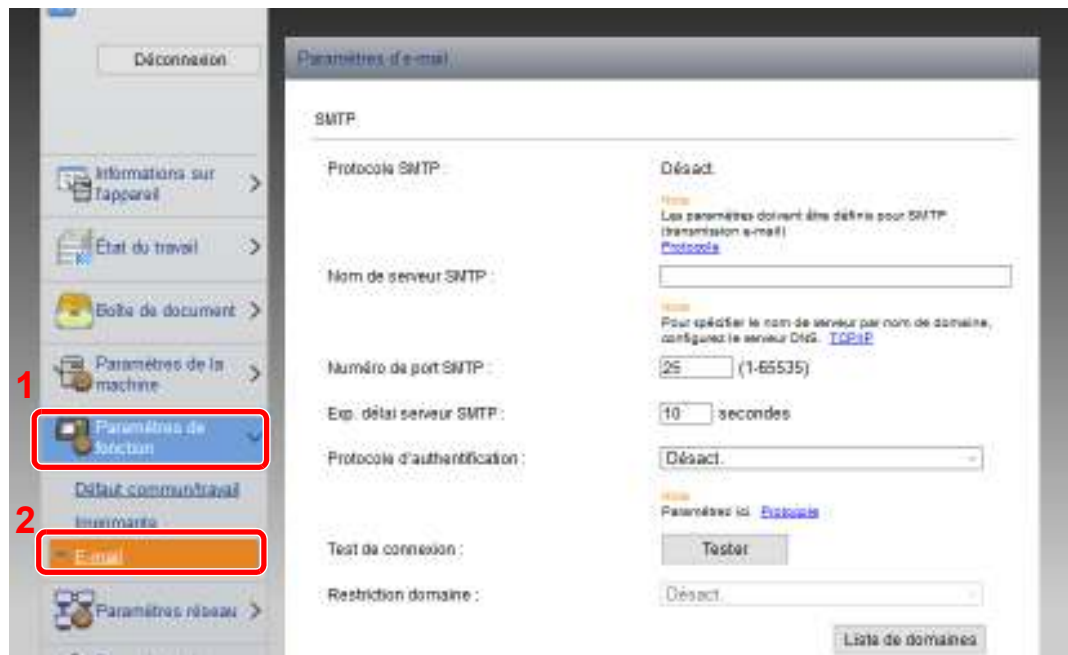 Déconnexion
Informations sur
l'appareil
État du travail
Boîte de document
Paramètres de la
machine
1
Paramètres de
fonction
Défaut commun/travail
Imprimante
2
E-mail
Paramètres réseau
Paramètres d'e-mail
SMTP
Protocole SMTP :
Désact.
Note
Les paramètres doivent être définis pour SMTP
(transmission e-mail)
Protocole
Nom de serveur SMTP :
Note
Pour spécifier le nom de serveur par nom de domaine,
configurez le serveur DNS. TCP/IP
Numéro de port SMTP :
25 (1-65535)
Exp. délai serveur SMTP :
10 secondes
Protocole d'authentification :
Désact.
Note
Paramétrez ici. Protocole
Test de connexion :
Tester
Restriction domaine :
Désact.
Liste de domaines